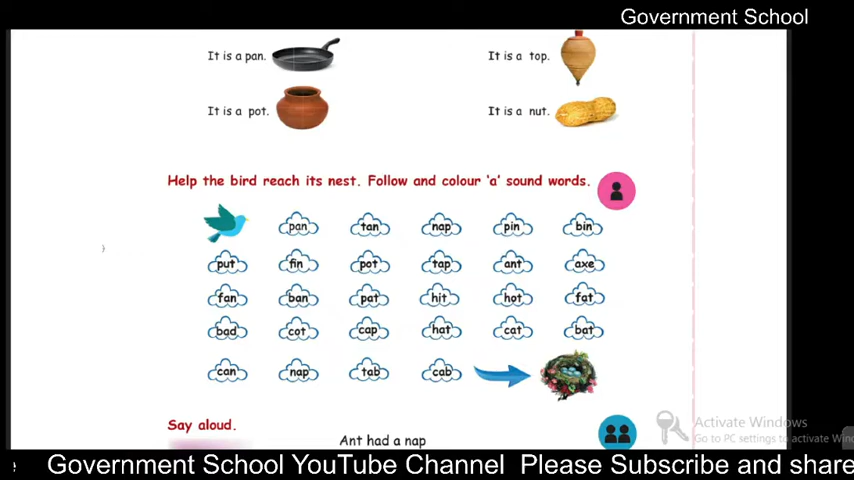 Government School
It is a pan.
It is a top.
It is a pot.
It is a nut.
Help the bird reach its nest. Follow and colour 'a' sound words.
pan tan nap pin bin
put fin pot tap ant axe
fan ban pat hit hot fat
bad cot cap hat cat bat
can nap tab cab
Say aloud.
Ant had a nap
Activate Windows
Go to PC settings to activate Win
Government School YouTube Channel Please Subscribe and share